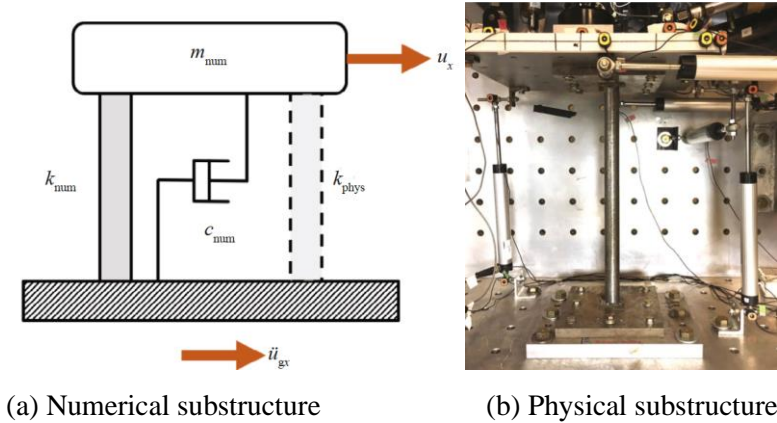 m_num
u_x
k_num
k_phys
c_num
ü_gx
(a) Numerical substructure
(b) Physical substructure